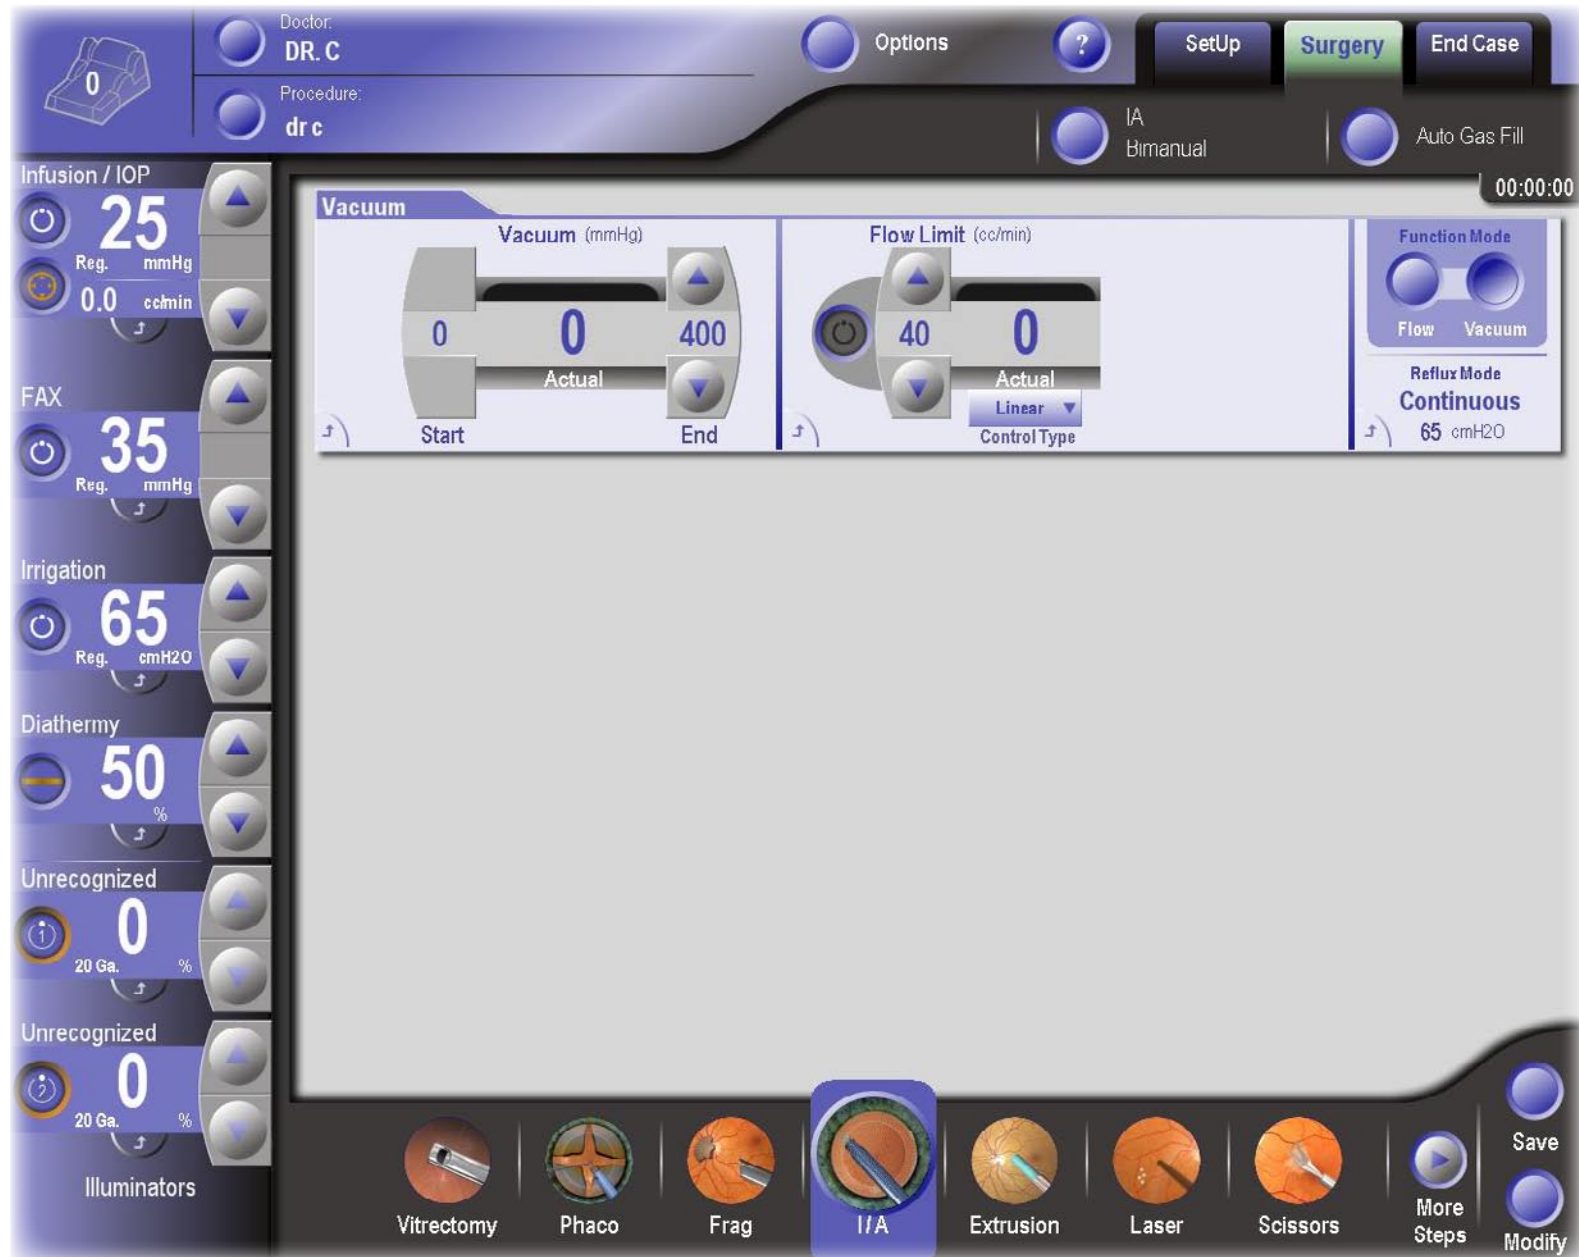 0
Doctor:
DR. C
Procedure:
dr c
Options
?
SetUp
Surgery
End Case
IA
Bimanual
Auto Gas Fill
00:00:00
Infusion / IOP
25
Reg. mmHg
0.0 cc/min
FAX
35
Reg. mmHg
Irrigation
65
Reg. cmH2O
Diathermy
50
%
Unrecognized
1
0
20 Ga. %
Unrecognized
2
0
20 Ga. %
Illuminators
Vacuum
Vacuum (mmHg)
0 0 400
Actual
Start End
Flow Limit (cc/min)
40 0
Actual
Linear
Control Type
Function Mode
Flow Vacuum
Reflux Mode
Continuous
65 cmH2O
Vitrectomy
Phaco
Frag
I/A
Extrusion
Laser
Scissors
More
Steps
Save
Modify